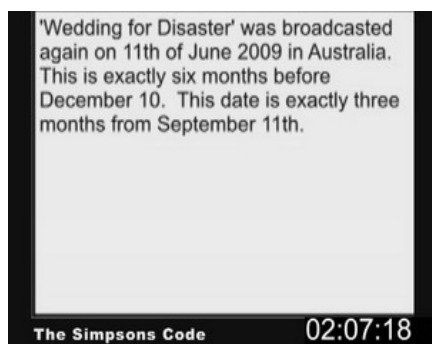 'Wedding for Disaster' was broadcasted
again on 11th of June 2009 in Australia.
This is exactly six months before
December 10.  This date is exactly three
months from September 11th.
The Simpsons Code
02:07:18